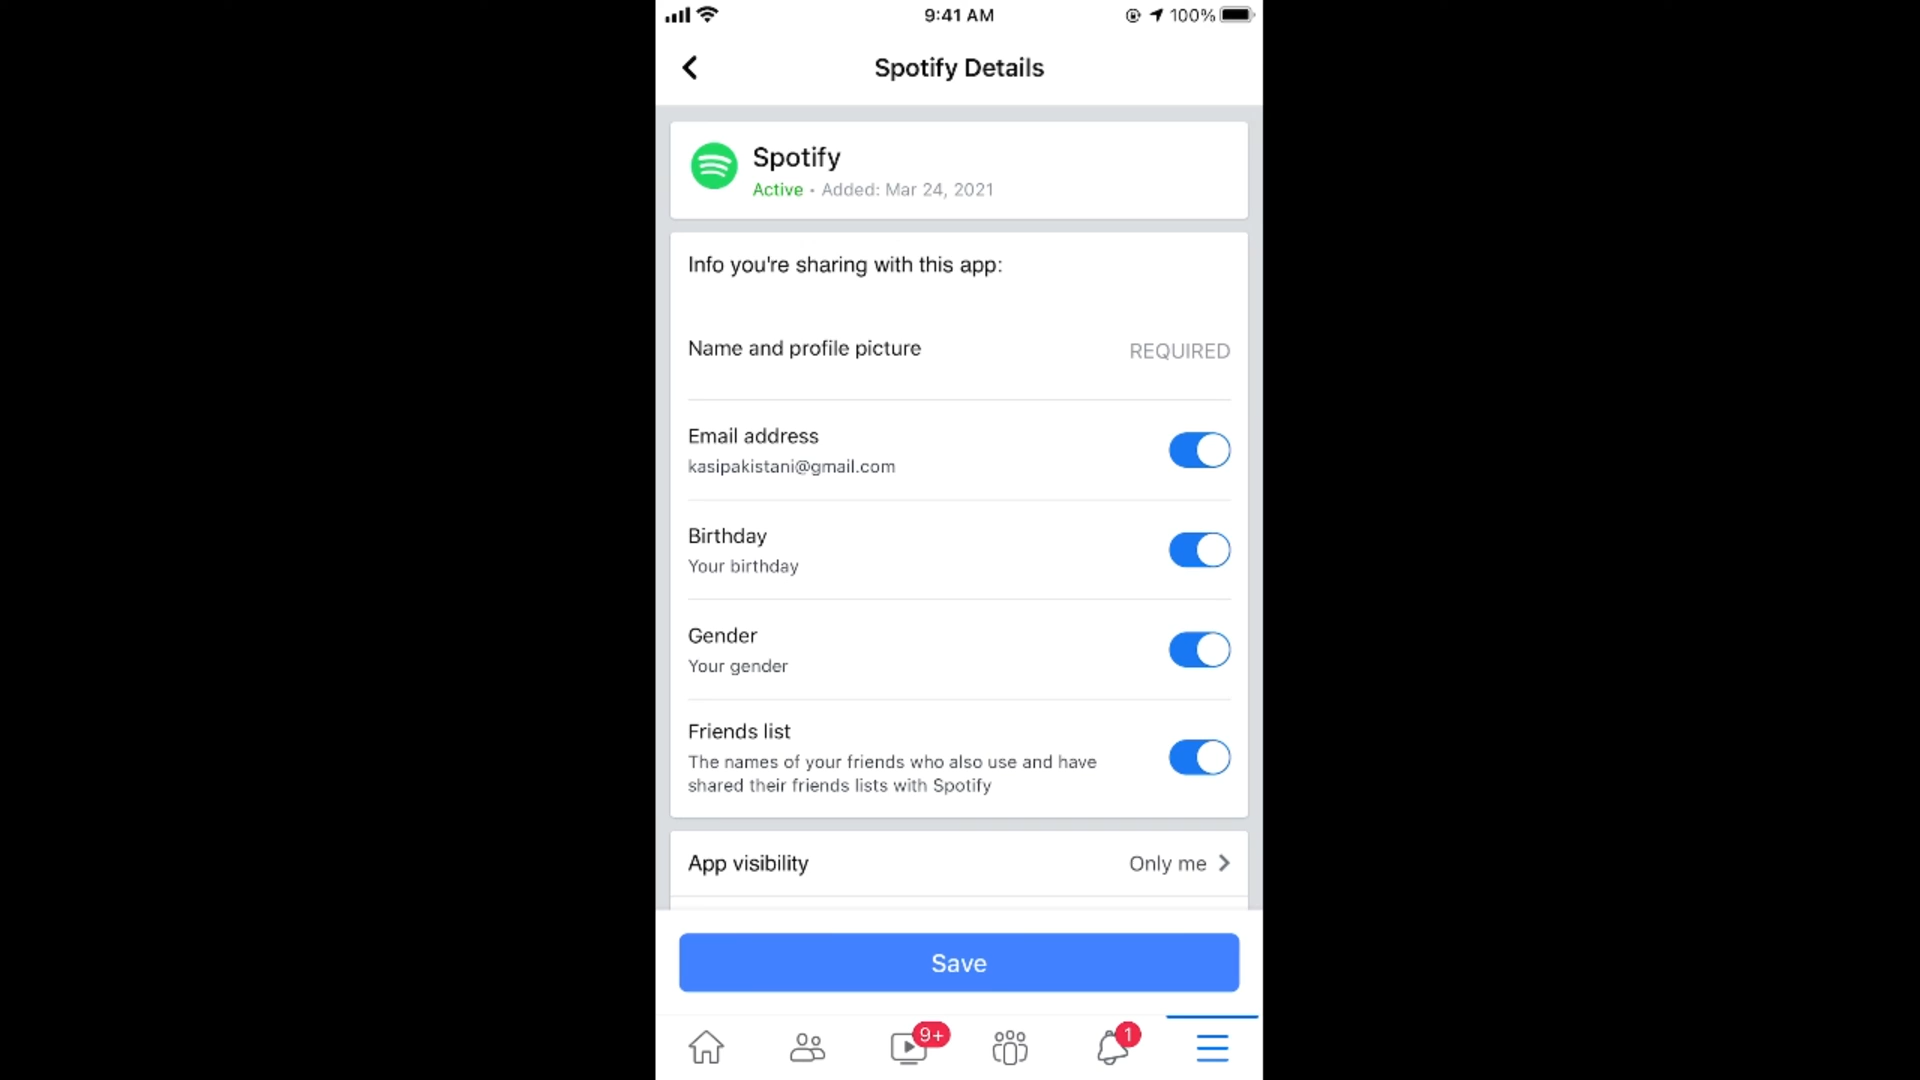 9:41 AM
100%
Spotify Details
Spotify
Active • Added: Mar 24, 2021
Info you're sharing with this app:
Name and profile picture
REQUIRED
Email address
kasipakistani@gmail.com
Birthday
Your birthday
Gender
Your gender
Friends list
The names of your friends who also use and have
shared their friends lists with Spotify
App visibility
Only me
Save
9+
1